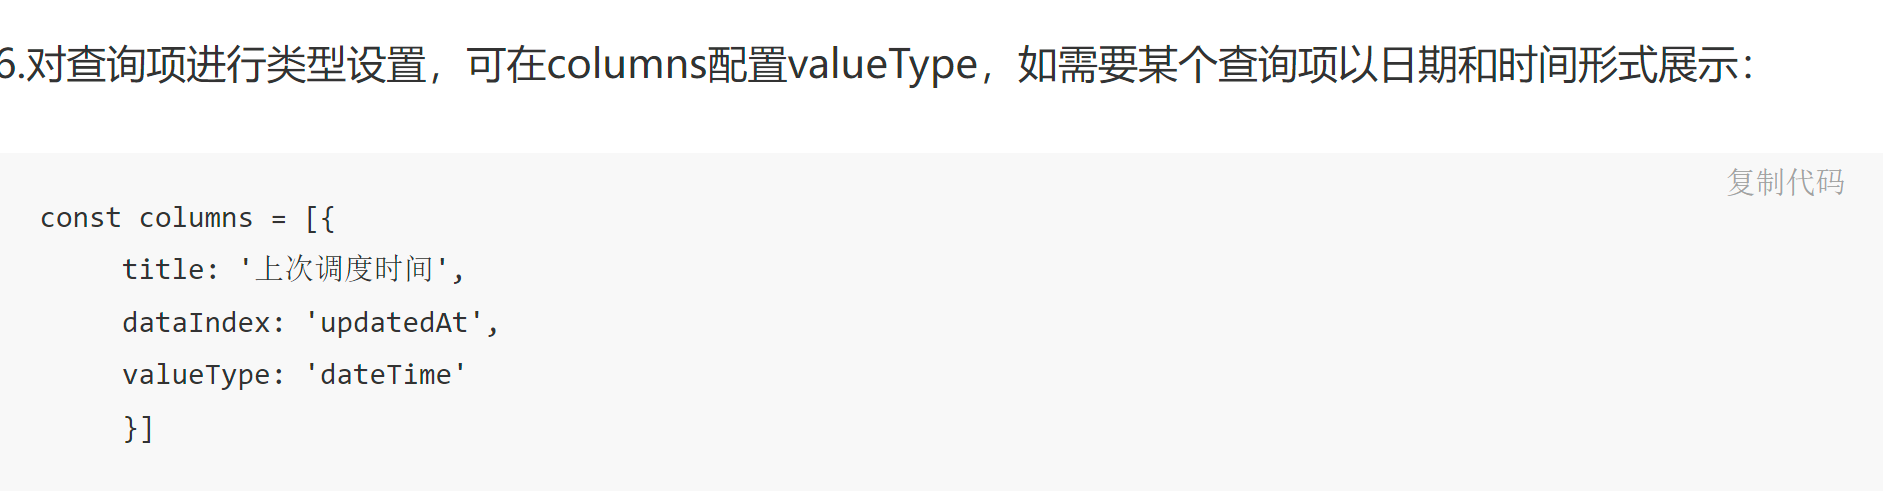 6.对查询项进行类型设置，可在columns配置valueType，如需要某个查询项以日期和时间形式展示：
复制代码
const columns = [{
title: '上次调度时间',
dataIndex: 'updatedAt',
valueType: 'dateTime'
}]